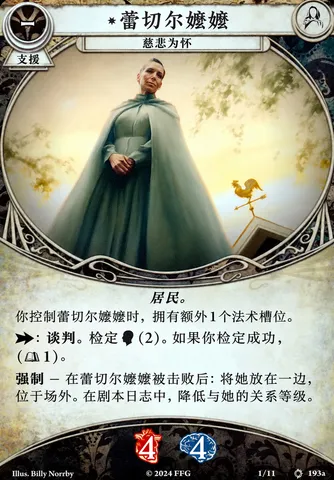 *蕾切尔嬷嬷
慈悲为怀
支援
居民。
你控制蕾切尔嬷嬷时，拥有额外1个法术槽位。
：谈判。检定（2）。如果你检定成功，
（1）。
强制 – 在蕾切尔嬷嬷被击败后：将她放在一边，
位于场外。在剧本日志中，降低与她的关系等级。
4 4
Illus. Billy Norrby © 2024 FFG 1/11 193a